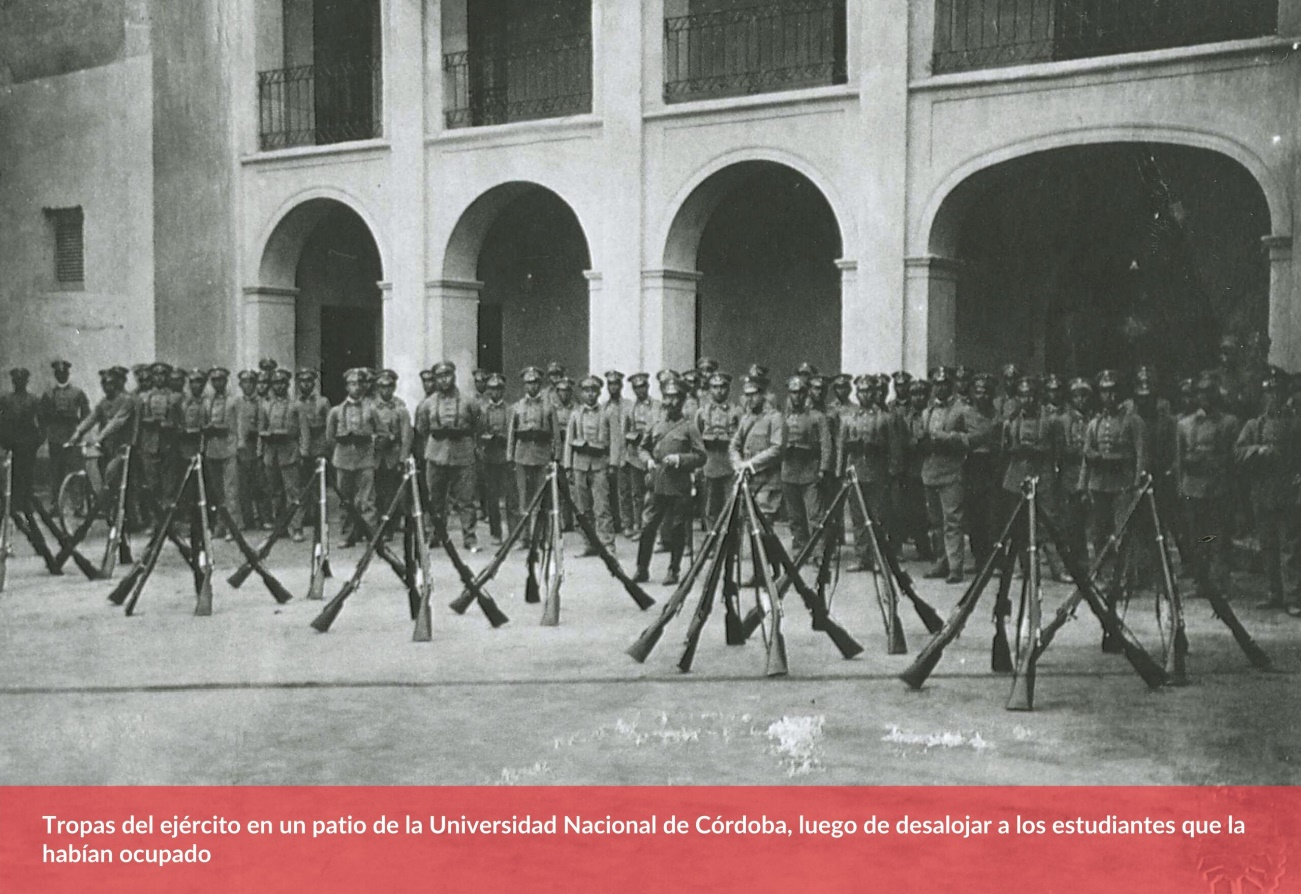 Tropas del ejército en un patio de la Universidad Nacional de Córdoba, luego de desalojar a los estudiantes que la
habían ocupado